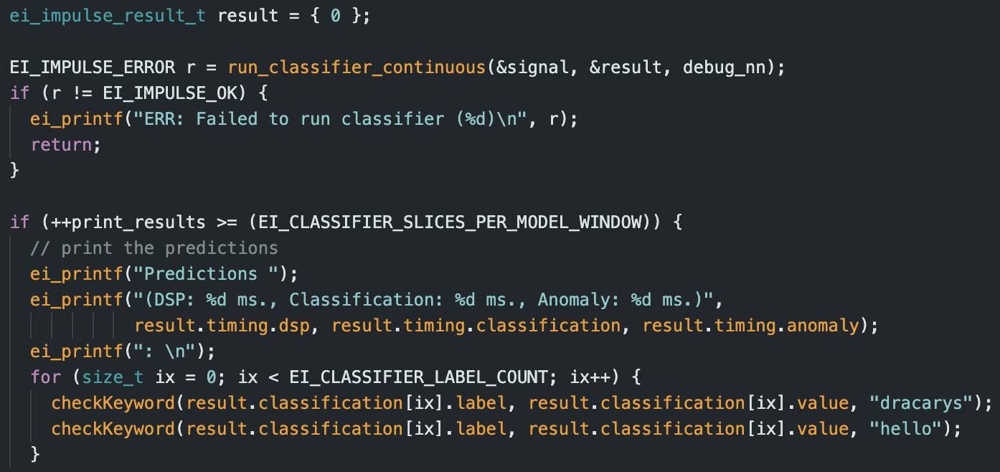 ei_impulse_result_t result = { 0 };
EI_IMPULSE_ERROR r = run_classifier_continuous(&signal, &result, debug_nn);
if (r != EI_IMPULSE_OK) {
ei_printf("ERR: Failed to run classifier (%d)\n", r);
return;
}
if (++print_results >= (EI_CLASSIFIER_SLICES_PER_MODEL_WINDOW)) {
// print the predictions
ei_printf("Predictions ");
ei_printf("(DSP: %d ms., Classification: %d ms., Anomaly: %d ms.)",
result.timing.dsp, result.timing.classification, result.timing.anomaly);
ei_printf(": \n");
for (size_t ix = 0; ix < EI_CLASSIFIER_LABEL_COUNT; ix++) {
checkKeyword(result.classification[ix].label, result.classification[ix].value, "dracarys");
checkKeyword(result.classification[ix].label, result.classification[ix].value, "hello");
}